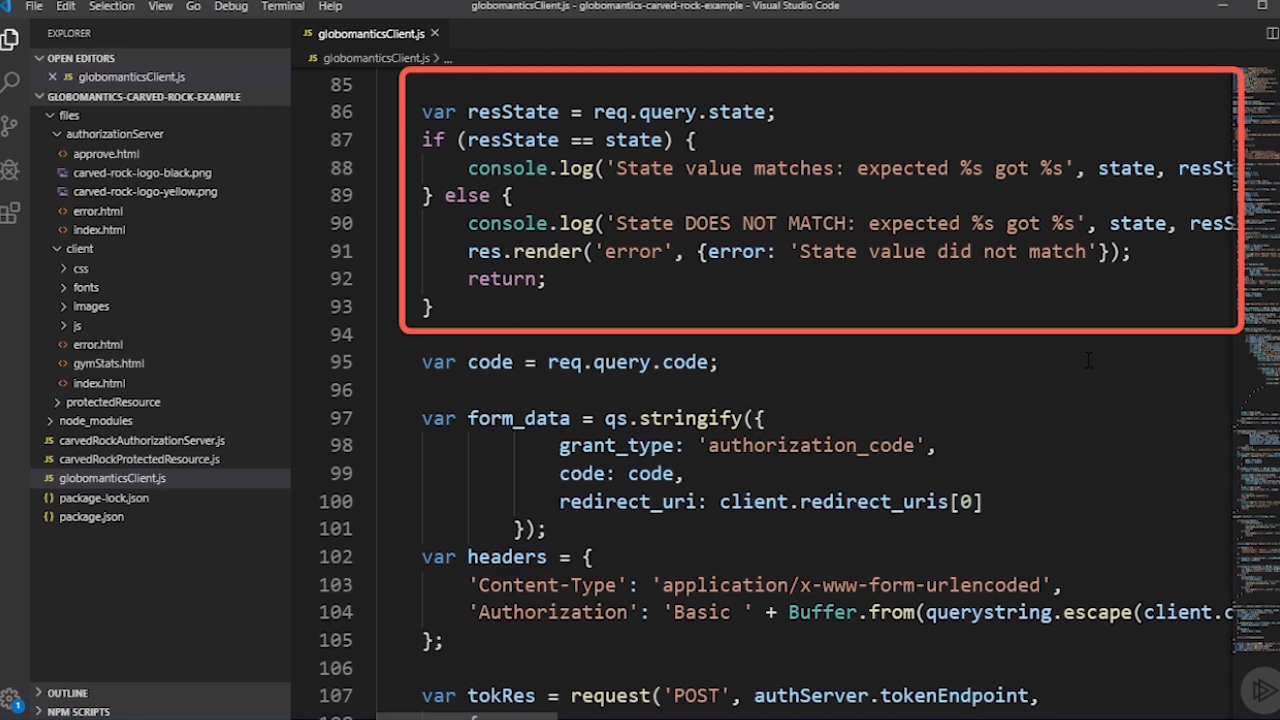 File Edit Selection View Go Debug Terminal Help globomanticsClient.js - globomantics-carved-rock-example - Visual Studio Code
EXPLORER
OPEN EDITORS
globomanticsClient.js
GLOBOMANTICS-CARVED-ROCK-EXAMPLE
files
authorizationServer
approve.html
carved-rock-logo-black.png
carved-rock-logo-yellow.png
error.html
index.html
client
css
fonts
images
js
error.html
gymStats.html
index.html
protectedResource
node_modules
JS carvedRockAuthorizationServer.js
JS carvedRockProtectedResource.js
JS globomanticsClient.js
{} package-lock.json
{} package.json
OUTLINE
NPM SCRIPTS
1
JS globomanticsClient.js ×
JS globomanticsClient.js > ...
85
86 var resState = req.query.state;
87 if (resState == state) {
88 console.log('State value matches: expected %s got %s', state, resSt
89 } else {
90 console.log('State DOES NOT MATCH: expected %s got %s', state, resS
91 res.render('error', {error: 'State value did not match'});
92 return;
93 }
94
95 var code = req.query.code;
96
97 var form_data = qs.stringify({
98 grant_type: 'authorization_code',
99 code: code,
100 redirect_uri: client.redirect_uris[0]
101 });
102 var headers = {
103 'Content-Type': 'application/x-www-form-urlencoded',
104 'Authorization': 'Basic ' + Buffer.from(querystring.escape(client.c
105 };
106
107 var tokRes = request('POST', authServer.tokenEndpoint,